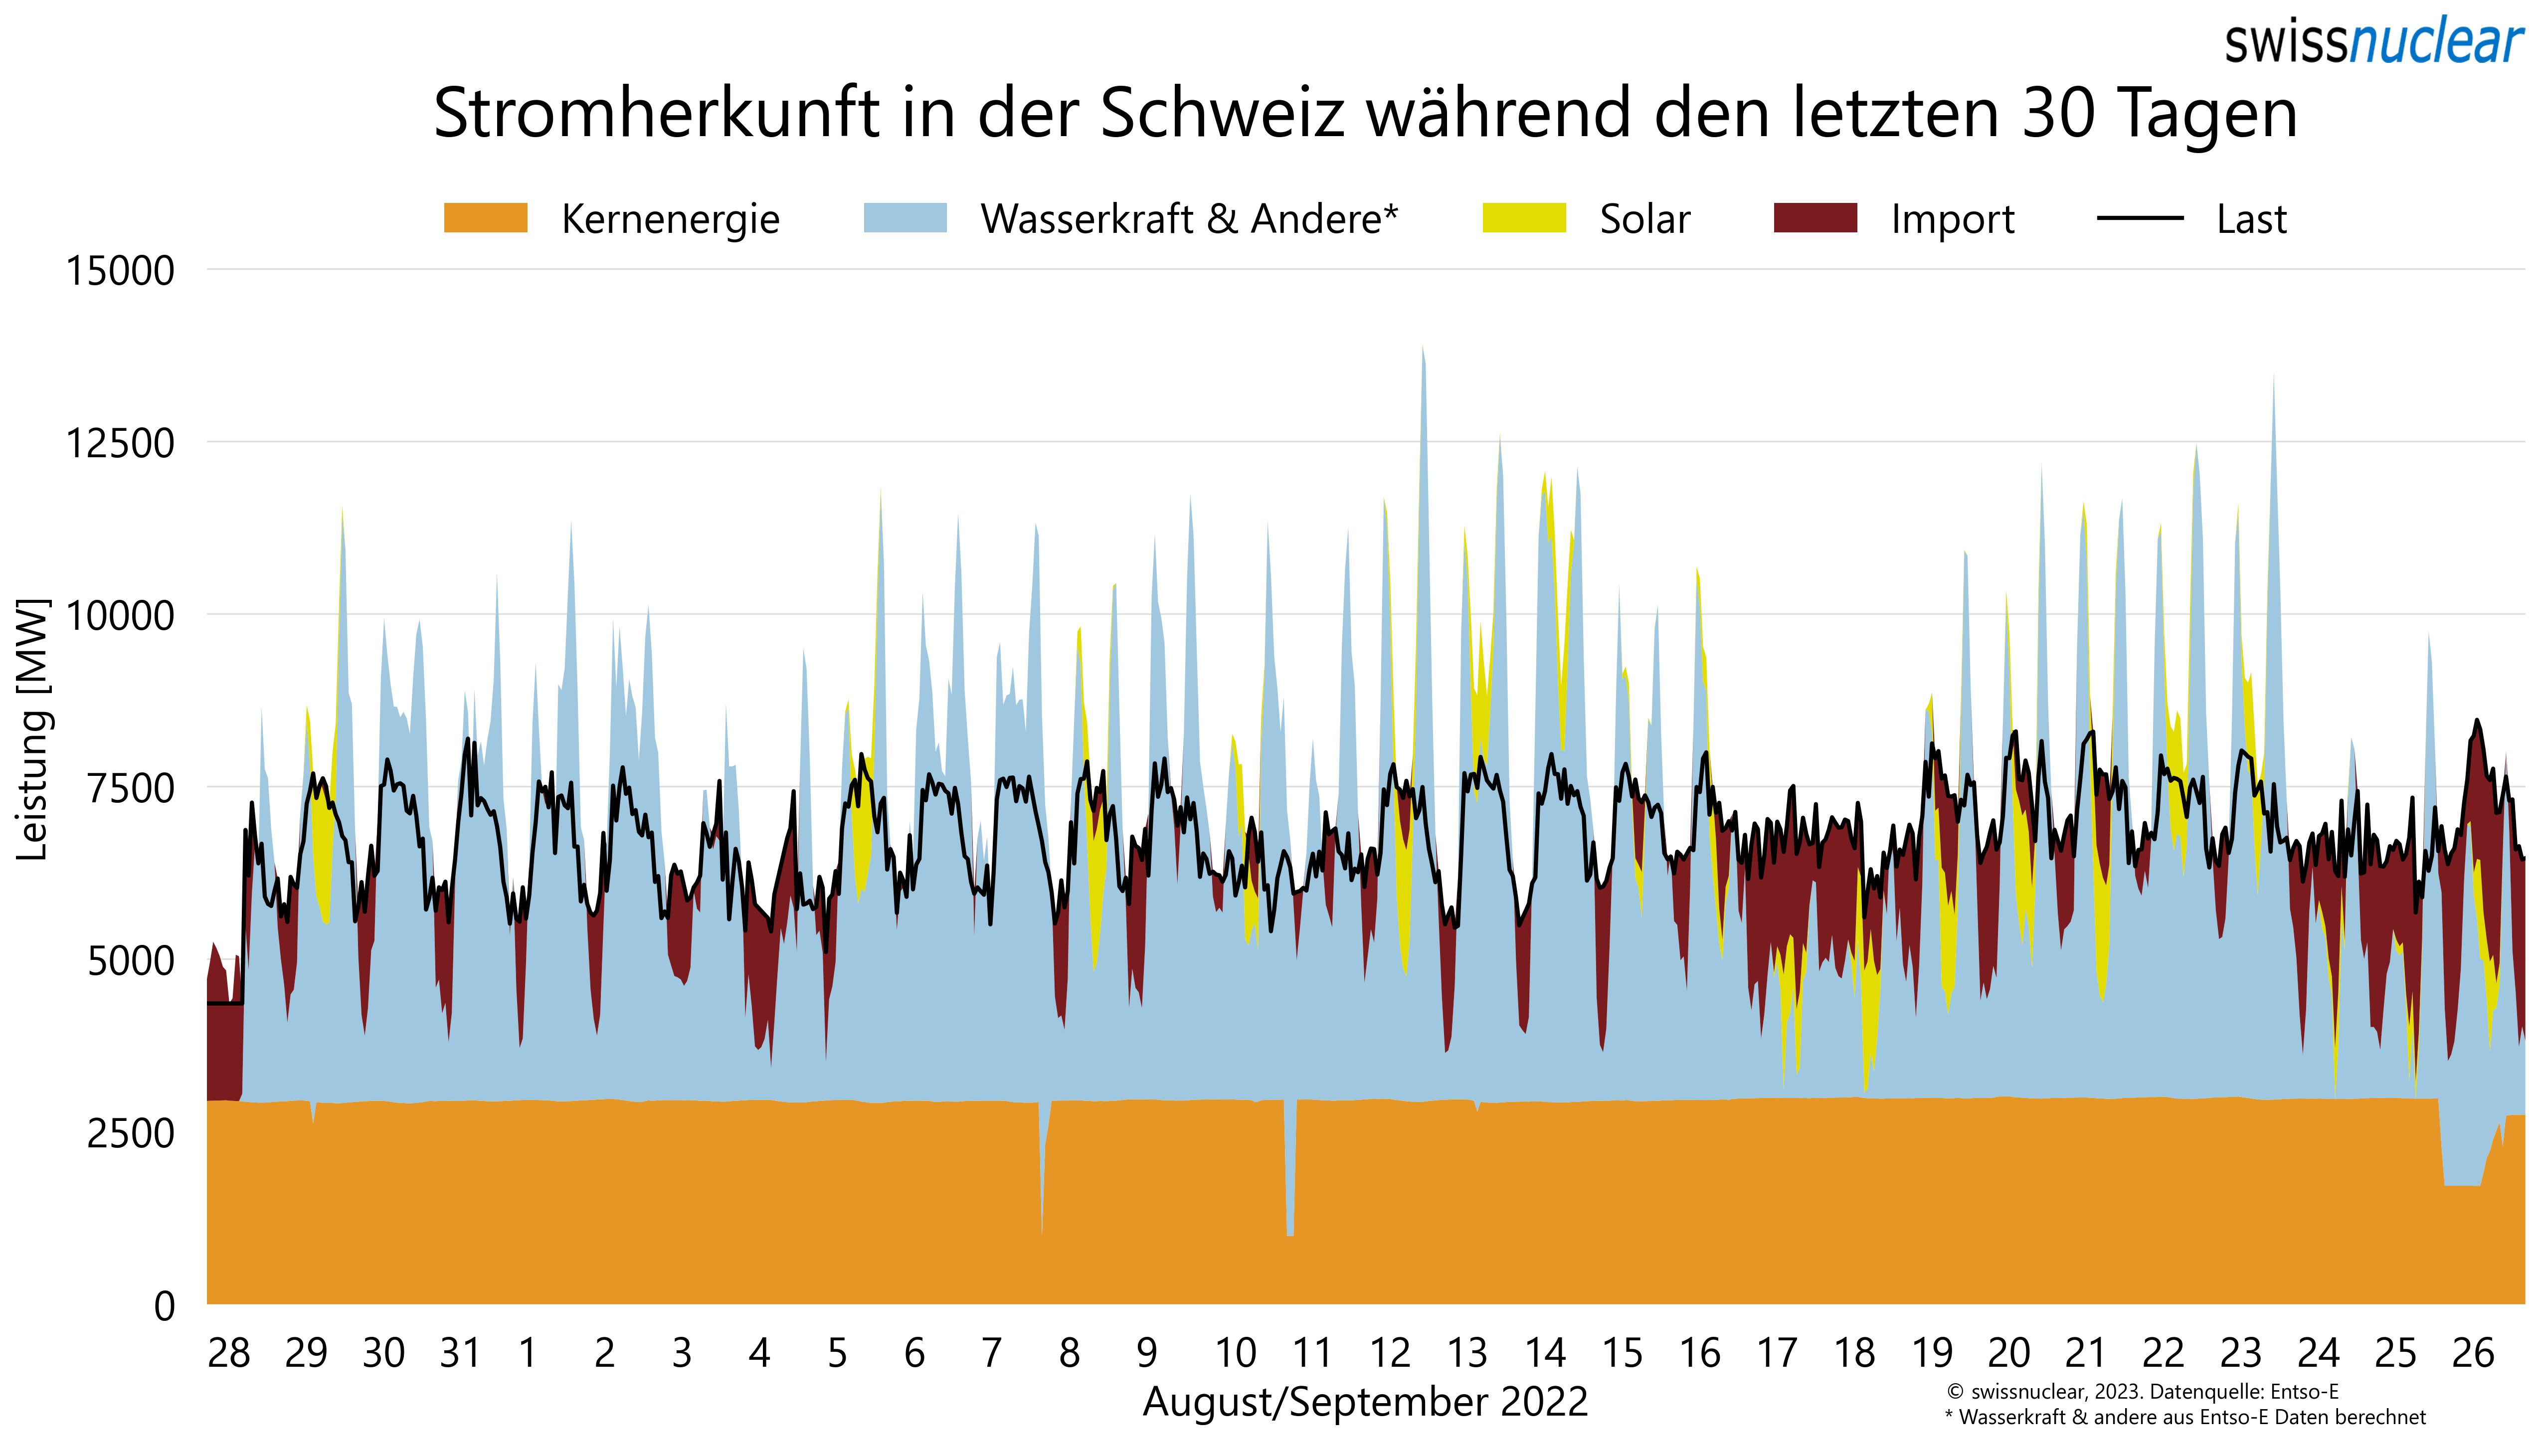 swissnuclear
Stromherkunft in der Schweiz während den letzten 30 Tagen
Kernenergie Wasserkraft & Andere* Solar Import Last
15000
12500
10000
7500
5000
2500
0
Leistung [MW]
28 29 30 31 1 2 3 4 5 6 7 8 9 10 11 12 13 14 15 16 17 18 19 20 21 22 23 24 25 26
August/September 2022
© swissnuclear, 2023. Datenquelle: Entso-E
* Wasserkraft & andere aus Entso-E Daten berechnet